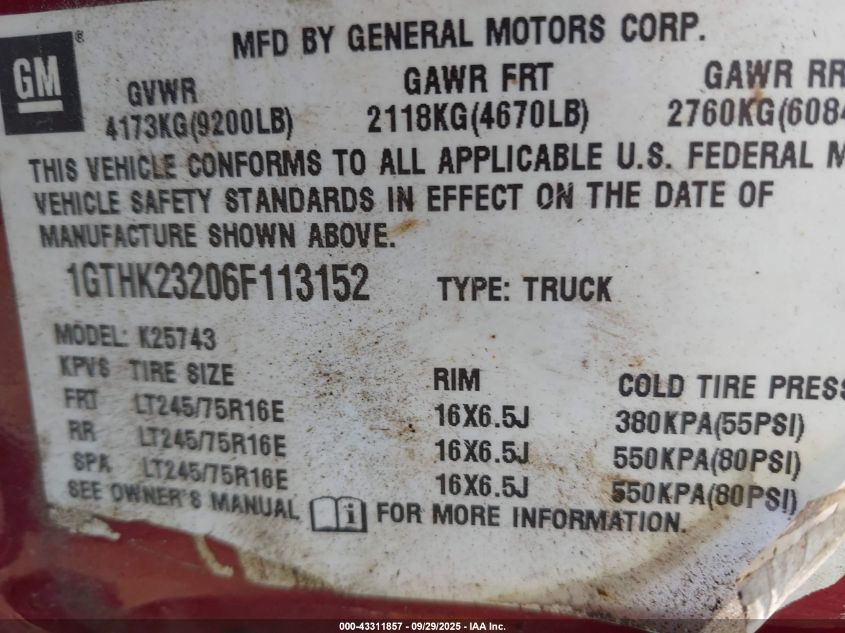 GM ®
MFD BY GENERAL MOTORS CORP.
GVWR GAWR FRT GAWR RR
4173KG(9200LB) 2118KG(4670LB) 2760KG(6084
THIS VEHICLE CONFORMS TO ALL APPLICABLE U.S. FEDERAL M
VEHICLE SAFETY STANDARDS IN EFFECT ON THE DATE OF
MANUFACTURE SHOWN ABOVE.
1GTHK23206F113152 TYPE: TRUCK
MODEL: K25743
KPVS TIRE SIZE RIM COLD TIRE PRESS
FRT LT245/75R16E 16X6.5J 380KPA(55PSI)
RR LT245/75R16E 16X6.5J 550KPA(80PSI)
SPA LT245/75R16E 16X6.5J 550KPA(80PSI)
SEE OWNER'S MANUAL i FOR MORE INFORMATION.
000-43311857 - 09/29/2025 - IAA Inc.